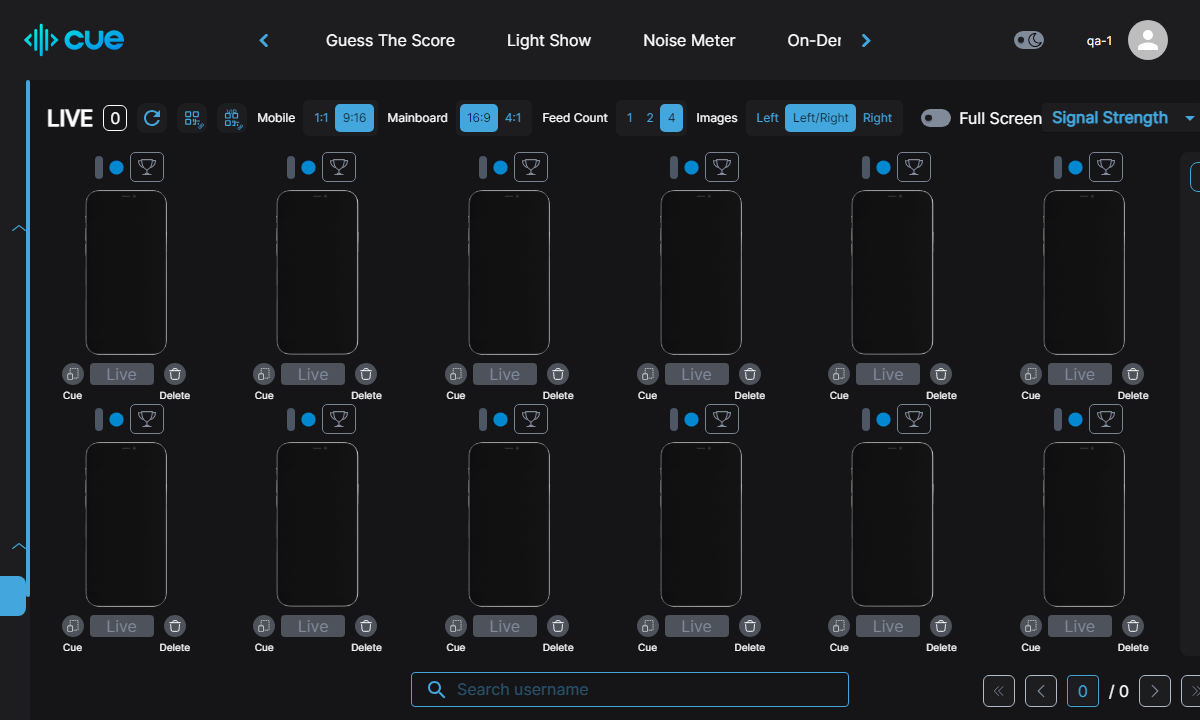 cue
Guess The Score
Light Show
Noise Meter
On-Der
qa-1
LIVE 0
Mobile 1:1 9:16
Mainboard 16:9 4:1
Feed Count 1 2 4
Images Left Left/Right Right
Full Screen
Signal Strength
Live Live Live Live Live Live
Cue Delete Cue Delete Cue Delete Cue Delete Cue Delete Cue Delete
Live Live Live Live Live Live
Cue Delete Cue Delete Cue Delete Cue Delete Cue Delete Cue Delete
Search username
0 / 0